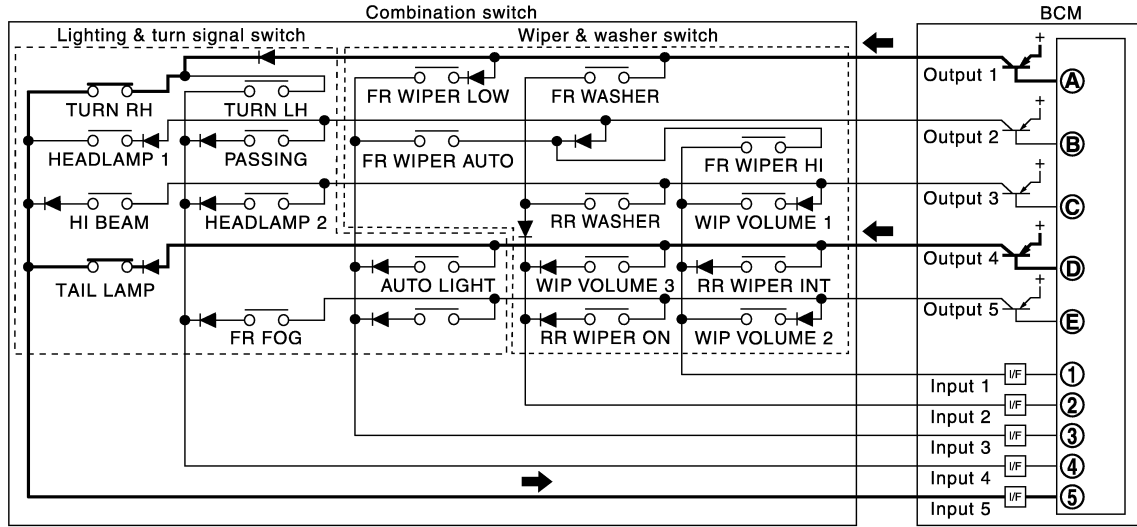 Combination switch
BCM
Lighting & turn signal switch
Wiper & washer switch
+
Output 1
A
TURN RH
TURN LH
FR WIPER LOW
FR WASHER
+
Output 2
B
HEADLAMP 1
PASSING
FR WIPER AUTO
FR WIPER HI
+
Output 3
C
HI BEAM
HEADLAMP 2
RR WASHER
WIP VOLUME 1
+
Output 4
D
TAIL LAMP
AUTO LIGHT
WIP VOLUME 3
RR WIPER INT
+
Output 5
E
FR FOG
RR WIPER ON
WIP VOLUME 2
Input 1
I/F
1
Input 2
I/F
2
Input 3
I/F
3
Input 4
I/F
4
Input 5
I/F
5